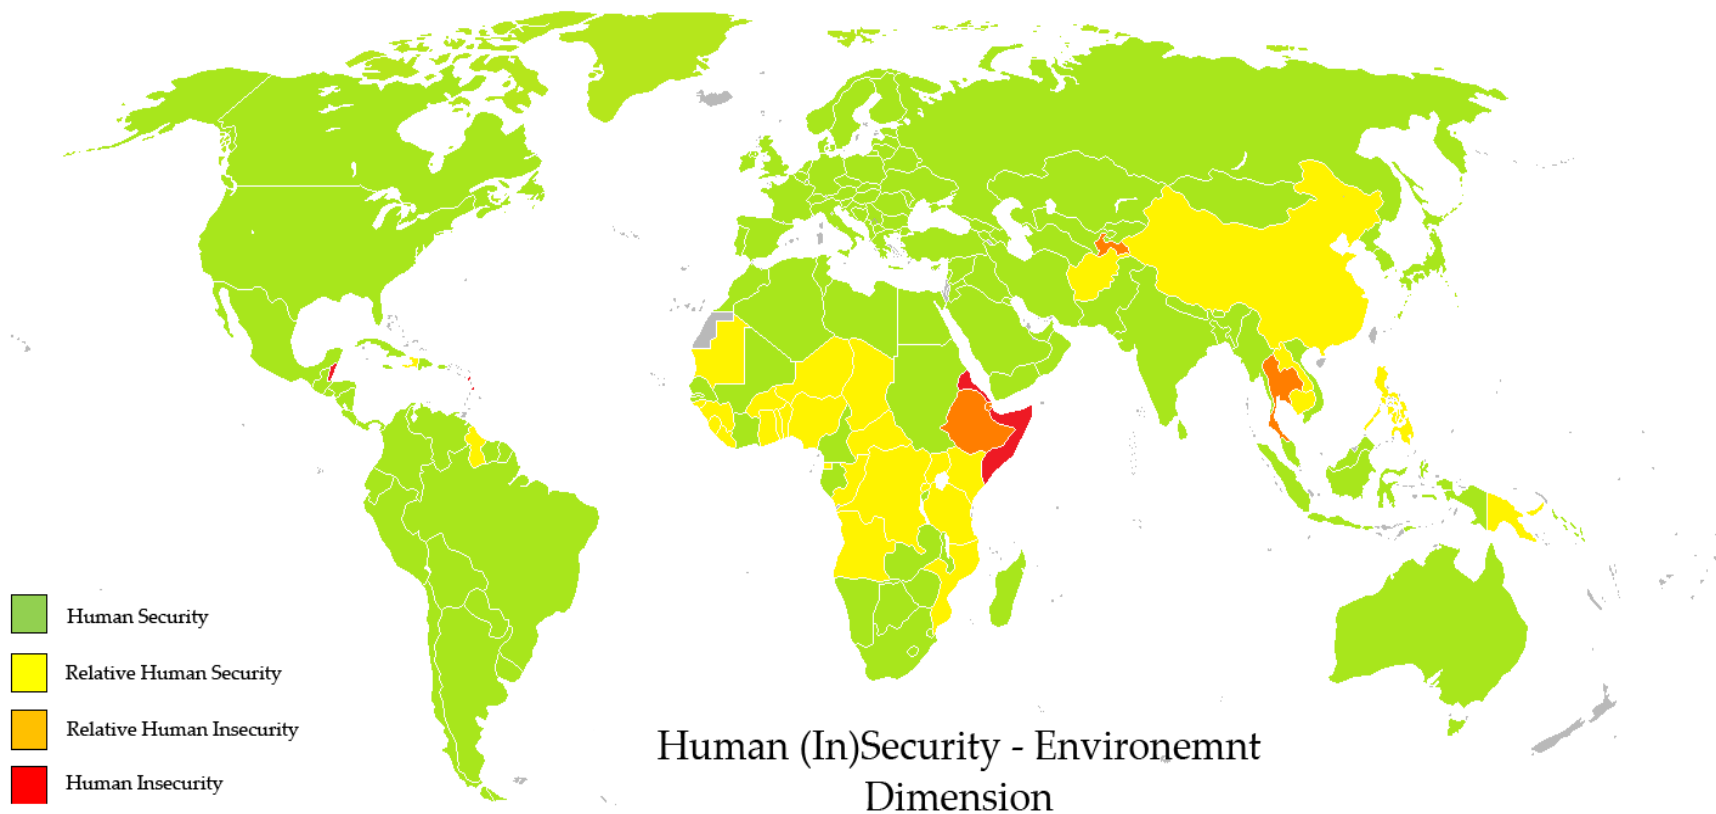 Human Security
Relative Human Security
Relative Human Insecurity
Human Insecurity
Human (In)Security - Environemnt
Dimension